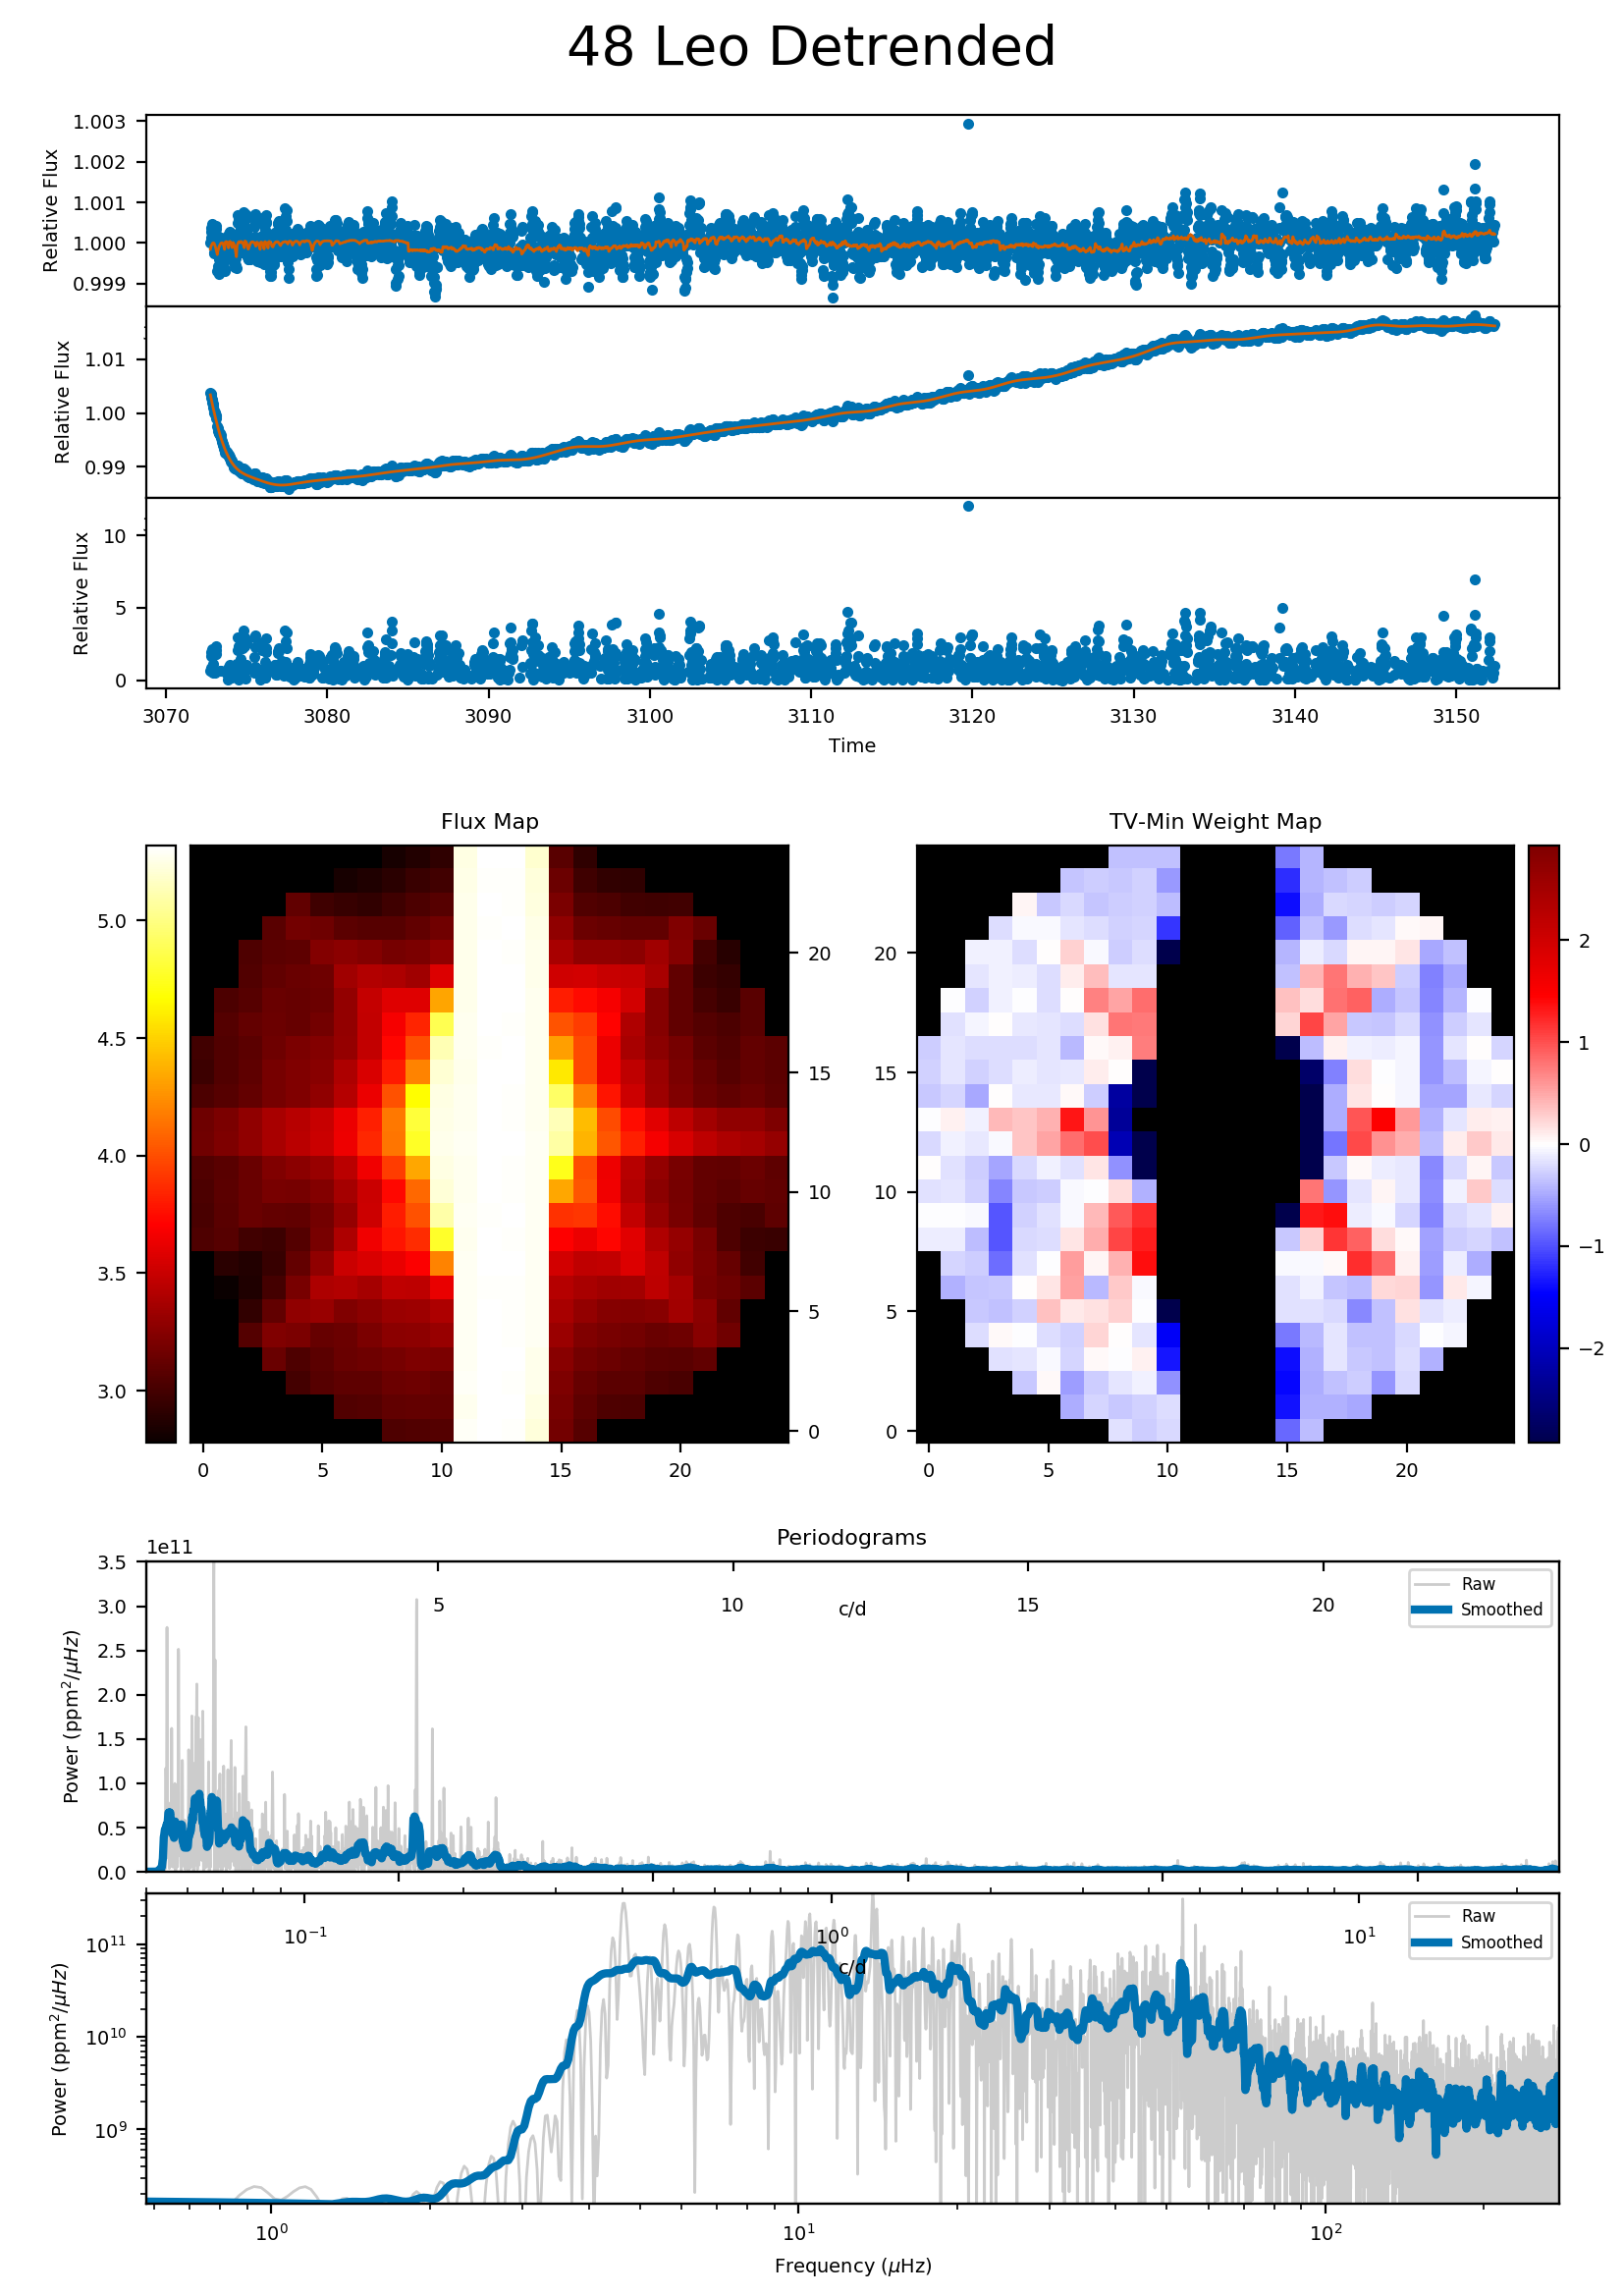 48 Leo Detrended
1.003
1.002
1.001
1.000
0.999
Relative Flux
1.01
1.00
0.99
Relative Flux
10
5
0
Relative Flux
3070 3080 3090 3100 3110 3120 3130 3140 3150
Time
Flux Map
TV-Min Weight Map
5.0
4.5
4.0
3.5
3.0
20
15
10
5
0
0 5 10 15 20
20
15
10
5
0
0 5 10 15 20
2
1
0
−1
−2
Periodograms
1e11
3.5
3.0
2.5
2.0
1.5
1.0
0.5
0.0
Power (ppm²/μHz)
5 10 15 20
c/d
Raw
Smoothed
10¹¹
10¹⁰
10⁹
Power (ppm²/μHz)
10⁻¹ 10⁰ 10¹
c/d
Raw
Smoothed
10⁰ 10¹ 10²
Frequency (μHz)